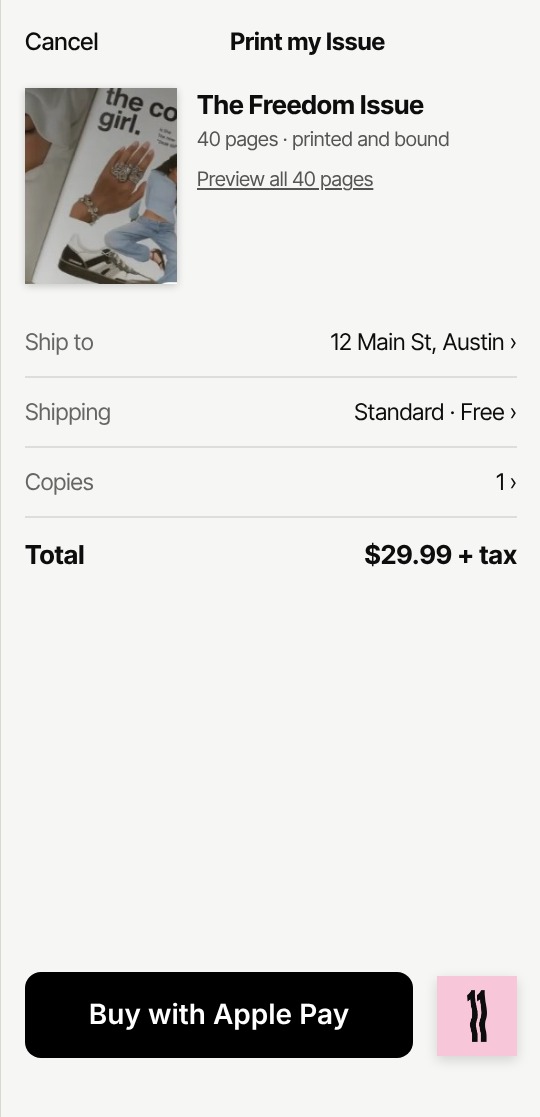 Cancel
Print my Issue
the co
girl.
The Freedom Issue
40 pages · printed and bound
Preview all 40 pages
Ship to
12 Main St, Austin ›
Shipping
Standard · Free ›
Copies
1 ›
Total
$29.99 + tax
Buy with Apple Pay
11